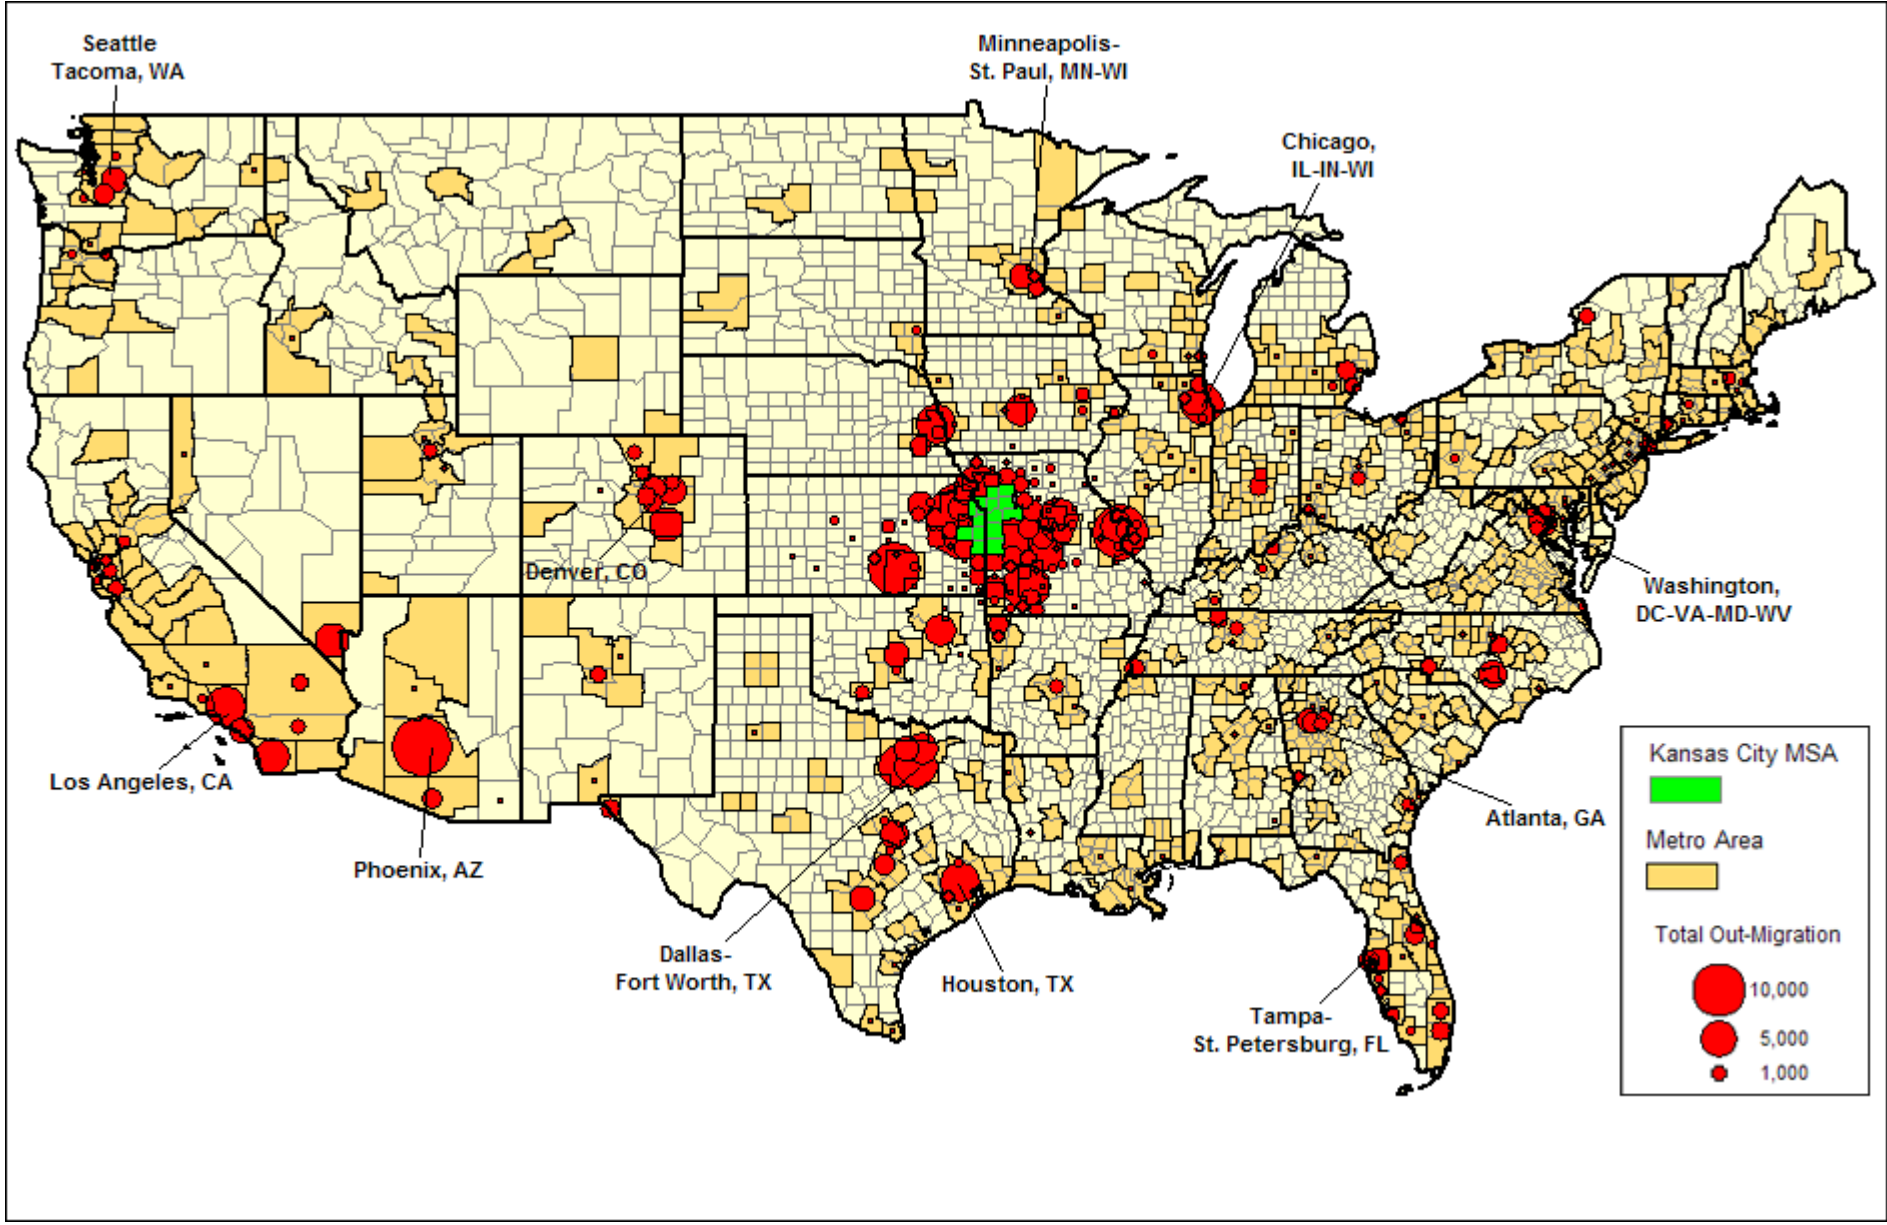 Seattle
Tacoma, WA
Minneapolis-
St. Paul, MN-WI
Chicago,
IL-IN-WI
Denver, CO
Washington,
DC-VA-MD-WV
Los Angeles, CA
Phoenix, AZ
Dallas-
Fort Worth, TX
Houston, TX
Atlanta, GA
Tampa-
St. Petersburg, FL
Kansas City MSA
Metro Area
Total Out-Migration
10,000
5,000
1,000